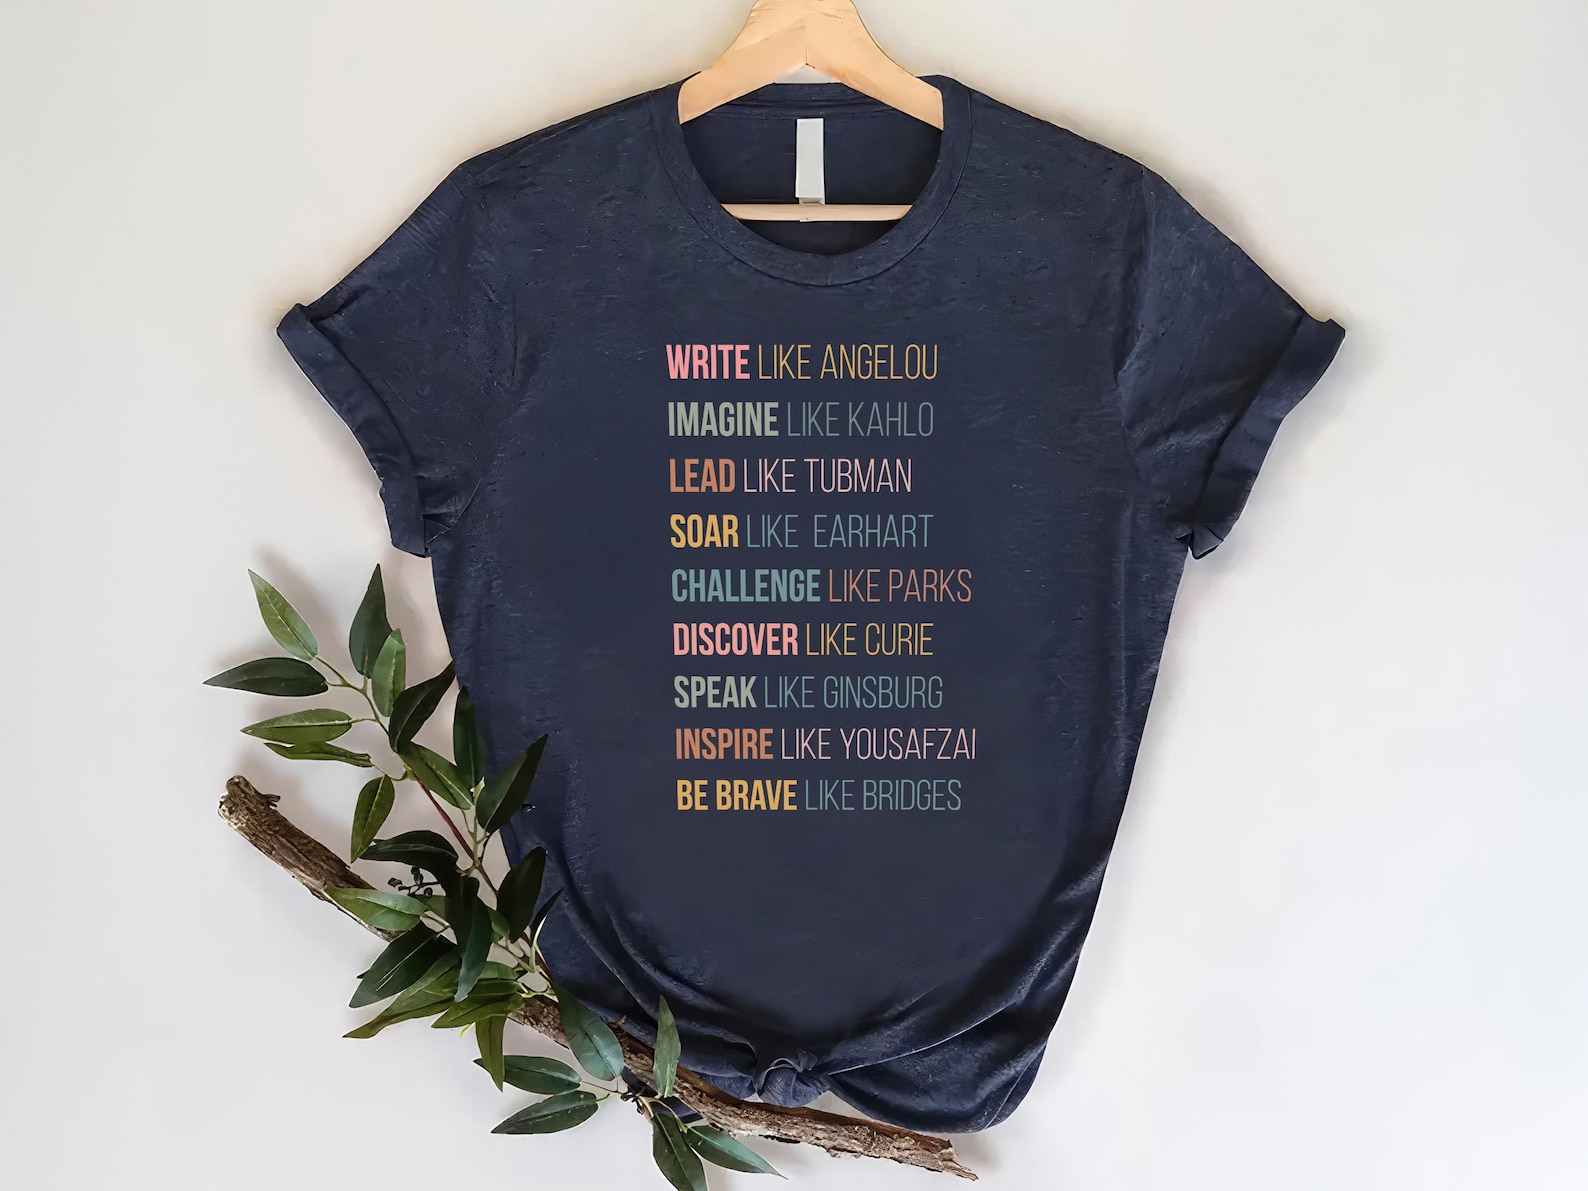 WRITE LIKE ANGELOU
IMAGINE LIKE KAHLO
LEAD LIKE TUBMAN
SOAR LIKE EARHART
CHALLENGE LIKE PARKS
DISCOVER LIKE CURIE
SPEAK LIKE GINSBURG
INSPIRE LIKE YOUSAFZAI
BE BRAVE LIKE BRIDGES